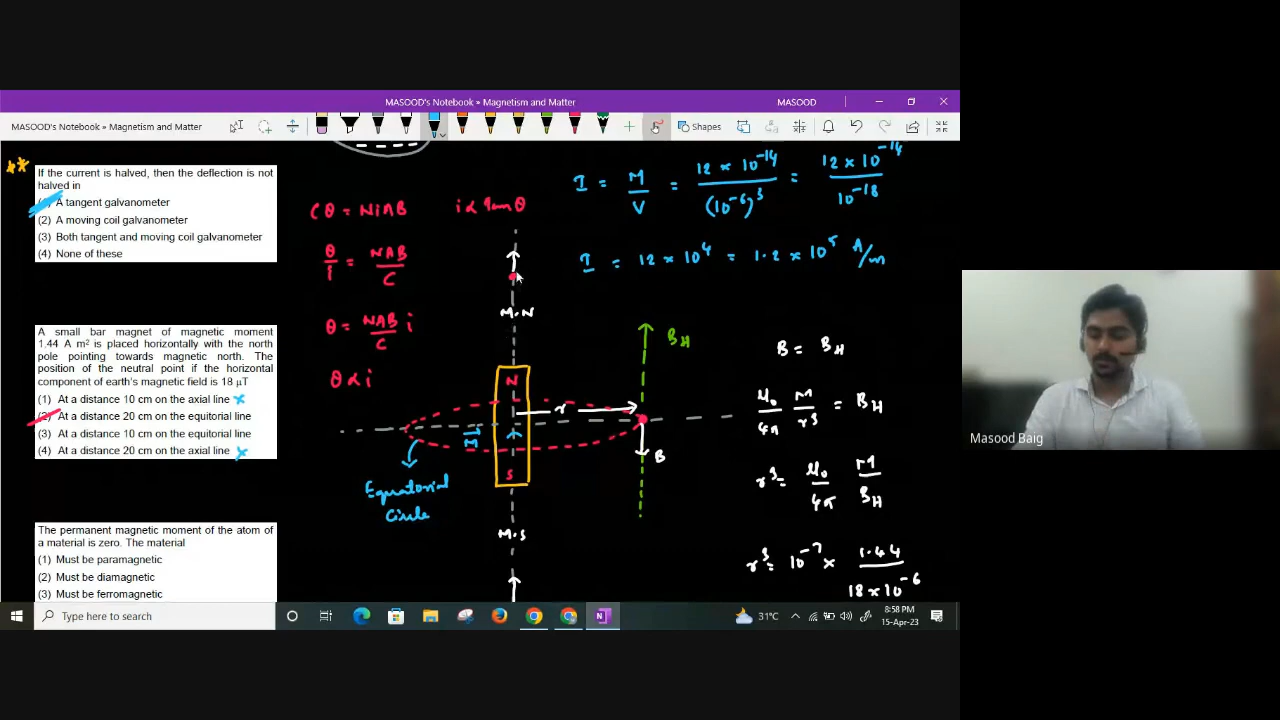 MASOOD's Notebook » Magnetism and Matter
MASOOD
MASOOD's Notebook » Magnetism and Matter
Shapes
**
If the current is halved, then the deflection is not
halved in
A tangent galvanometer
(2) A moving coil galvanometer
(3) Both tangent and moving coil galvanometer
(4) None of these
A small bar magnet of magnetic moment
1.44 A m² is placed horizontally with the north
pole pointing towards magnetic north. The
position of the neutral point if the horizontal
component of earth's magnetic field is 18 μT
(1) At a distance 10 cm on the axial line ×
(2) At a distance 20 cm on the equitorial line
(3) At a distance 10 cm on the equitorial line
(4) At a distance 20 cm on the axial line ×
The permanent magnetic moment of the atom of
a material is zero. The material
(1) Must be paramagnetic
(2) Must be diamagnetic
(3) Must be ferromagnetic
Cθ = NiAB
θ/i = NAB/C
θ = NAB/C i
θ ∝ i
i ∝ tanθ
M.N
N
S
M⃗
r
B_H
B
Equatorial
Circle
M.S
I = M/V = 12 × 10⁻¹⁴/(10⁻⁶)³ = 12 × 10⁻¹⁴/10⁻¹⁸
I = 12 × 10⁴ = 1.2 × 10⁵ A/m
B = B_H
μ₀/4π M/r³ = B_H
r³ = μ₀/4π M/B_H
r³ = 10⁻⁷ × 1.44/18×10⁻⁶
Masood Baig
Type here to search
31°C
8:58 PM
15-Apr-23